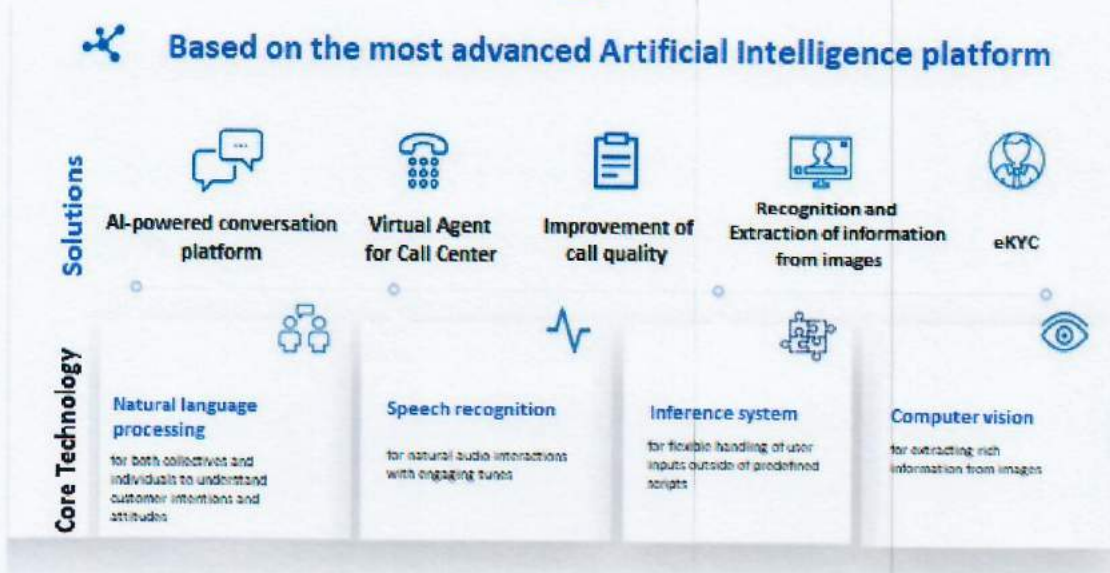 Based on the most advanced Artificial Intelligence platform
Solutions
AI-powered conversation
platform
Virtual Agent
for Call Center
Improvement of
call quality
Recognition and
Extraction of information
from images
eKYC
Core Technology
Natural language
processing
for both collectives and
individuals to understand
customer intentions and
attitudes
Speech recognition
for natural audio interactions
with engaging tunes
Inference system
for flexible handling of user
inputs outside of predefined
scripts
Computer vision
for extracting rich
information from images